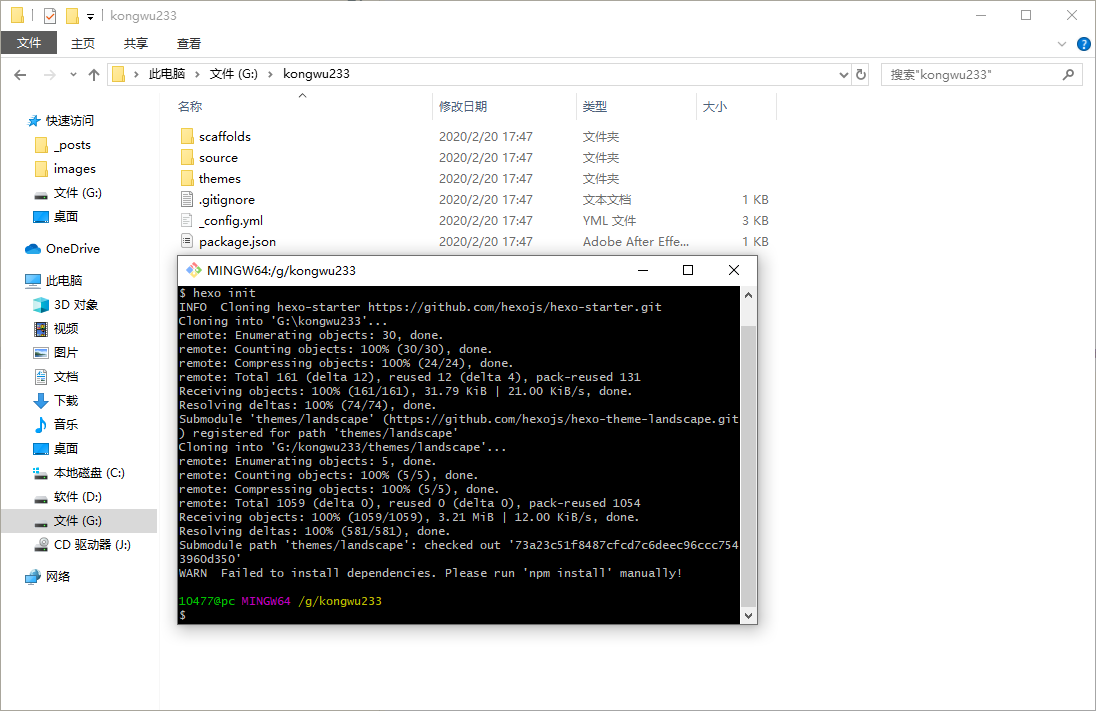 kongwu233
文件 主页 共享 查看
此电脑 文件 (G:) kongwu233
搜索"kongwu233"
快速访问
_posts
images
文件 (G:)
桌面
OneDrive
此电脑
3D 对象
视频
图片
文档
下载
音乐
桌面
本地磁盘 (C:)
软件 (D:)
文件 (G:)
CD 驱动器 (J:)
网络
名称 修改日期 类型 大小
scaffolds 2020/2/20 17:47 文件夹
source 2020/2/20 17:47 文件夹
themes 2020/2/20 17:47 文件夹
.gitignore 2020/2/20 17:47 文本文档 1 KB
_config.yml 2020/2/20 17:47 YML 文件 3 KB
package.json 2020/2/20 17:47 Adobe After Effe... 1 KB
MINGW64:/g/kongwu233
$ hexo init
INFO  Cloning hexo-starter https://github.com/hexojs/hexo-starter.git
Cloning into 'G:\kongwu233'...
remote: Enumerating objects: 30, done.
remote: Counting objects: 100% (30/30), done.
remote: Compressing objects: 100% (24/24), done.
remote: Total 161 (delta 12), reused 12 (delta 4), pack-reused 131
Receiving objects: 100% (161/161), 31.79 KiB | 21.00 KiB/s, done.
Resolving deltas: 100% (74/74), done.
Submodule 'themes/landscape' (https://github.com/hexojs/hexo-theme-landscape.git
) registered for path 'themes/landscape'
Cloning into 'G:/kongwu233/themes/landscape'...
remote: Enumerating objects: 5, done.
remote: Counting objects: 100% (5/5), done.
remote: Compressing objects: 100% (5/5), done.
remote: Total 1059 (delta 0), reused 0 (delta 0), pack-reused 1054
Receiving objects: 100% (1059/1059), 3.21 MiB | 12.00 KiB/s, done.
Resolving deltas: 100% (581/581), done.
Submodule path 'themes/landscape': checked out '73a23c51f8487cfcd7c6deec96ccc754
3960d350'
WARN  Failed to install dependencies. Please run 'npm install' manually!
10477@pc MINGW64 /g/kongwu233
$